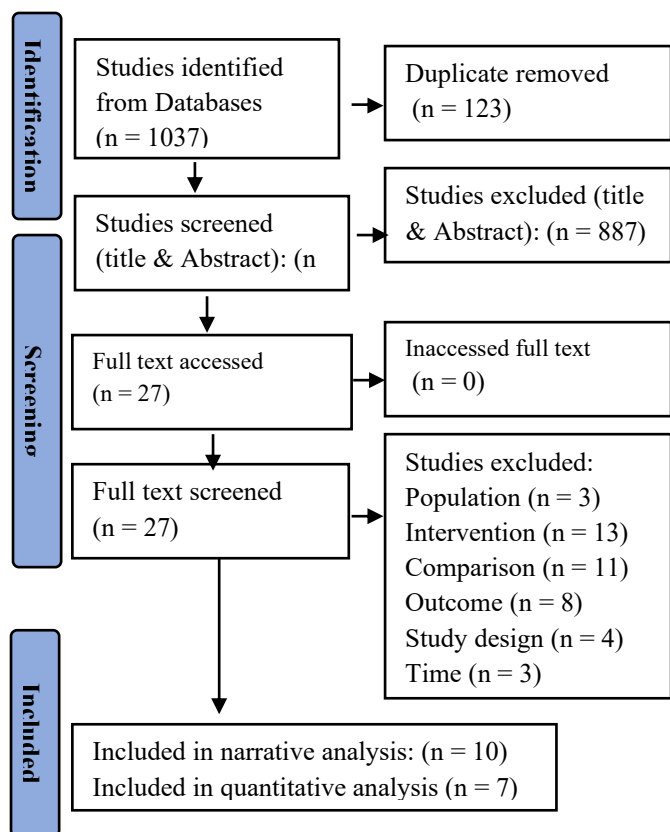 Identification
Studies identified
from Databases
(n = 1037)
Duplicate removed
(n = 123)
Studies screened
(title & Abstract): (n
Studies excluded (title
& Abstract): (n = 887)
Screening
Full text accessed
(n = 27)
Inaccessed full text
(n = 0)
Full text screened
(n = 27)
Studies excluded:
Population (n = 3)
Intervention (n = 13)
Comparison (n = 11)
Outcome (n = 8)
Study design (n = 4)
Time (n = 3)
Included
Included in narrative analysis: (n = 10)
Included in quantitative analysis (n = 7)